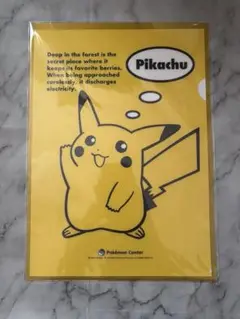 Deep in the forest is the
secret place where it
keeps its favorite berries.
When being approached
carelessly, it discharges
electricity.
Pikachu
Pokémon Center